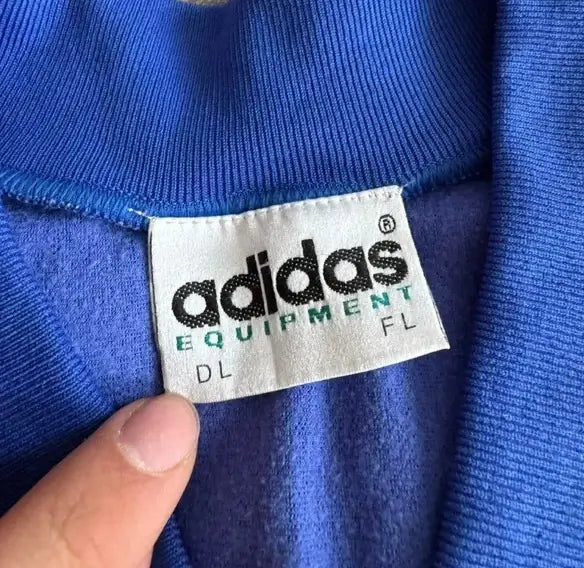 adidas®
EQUIPMENT
DL FL